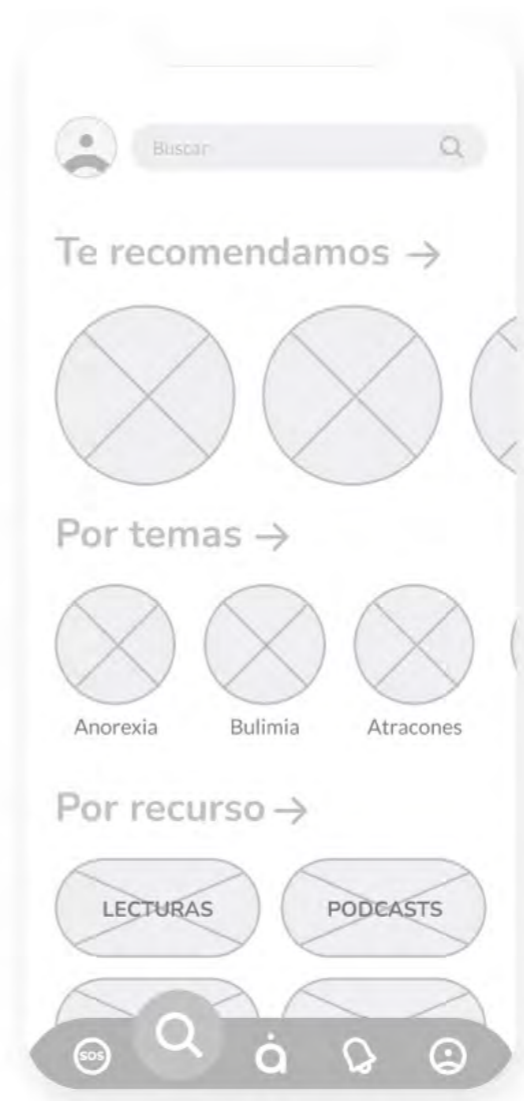 Buscar
Te recomendamos →
Por temas →
Anorexia Bulimia Atracones
Por recurso →
LECTURAS PODCASTS
SOS